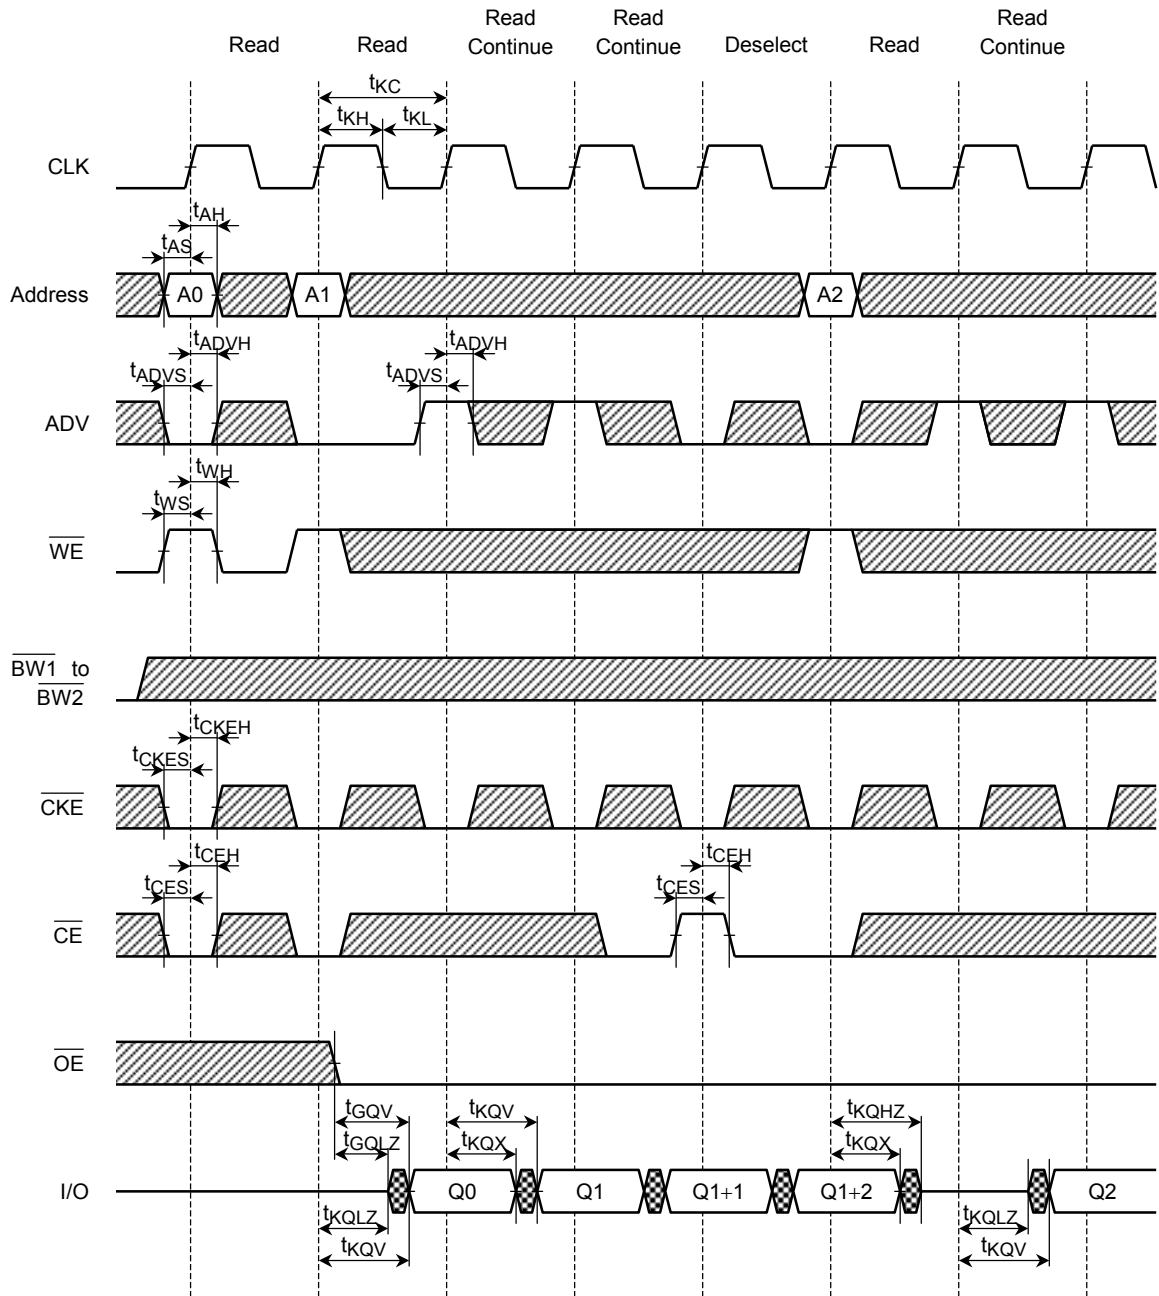 Read Read Read Continue Read Continue Deselect Read Read Continue
tKC
tKH tKL
CLK
tAH
tAS
Address A0 A1 A2
tADVH tADVH
tADVS tADVS
ADV
tWH
tWS
WE
BW1 to
BW2
tCKEH
tCKES
CKE
tCEH tCEH
tCES tCES
CE
OE
tGQV tKQV tKQHZ
tGQLZ tKQX tKQX
I/O Q0 Q1 Q1+1 Q1+2 Q2
tKQLZ tKQLZ
tKQV tKQV